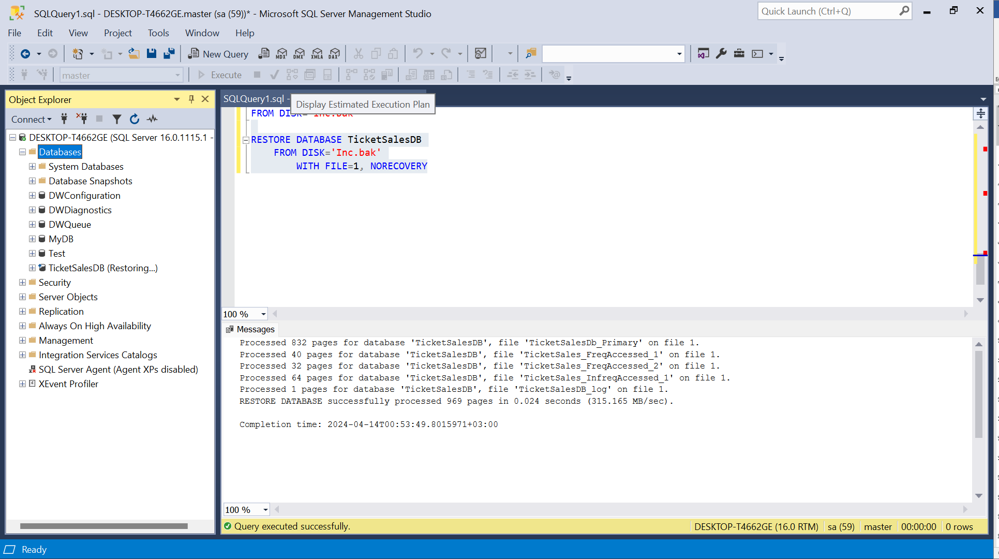 SQLQuery1.sql - DESKTOP-T4662GE.master (sa (59))* - Microsoft SQL Server Management Studio
Quick Launch (Ctrl+Q)
File Edit View Project Tools Window Help
New Query
MDX DMX XMLA DAX
master
Execute
Object Explorer
Connect
DESKTOP-T4662GE (SQL Server 16.0.1115.1 -
Databases
System Databases
Database Snapshots
DWConfiguration
DWDiagnostics
DWQueue
MyDB
Test
TicketSalesDB (Restoring...)
Security
Server Objects
Replication
Always On High Availability
Management
Integration Services Catalogs
SQL Server Agent (Agent XPs disabled)
XEvent Profiler
SQLQuery1.sql -
Display Estimated Execution Plan
FROM DISK='Inc.bak'
RESTORE DATABASE TicketSalesDB
FROM DISK='Inc.bak'
WITH FILE=1, NORECOVERY
100 %
Messages
Processed 832 pages for database 'TicketSalesDB', file 'TicketSalesDb_Primary' on file 1.
Processed 40 pages for database 'TicketSalesDB', file 'TicketSales_FreqAccessed_1' on file 1.
Processed 32 pages for database 'TicketSalesDB', file 'TicketSales_FreqAccessed_2' on file 1.
Processed 64 pages for database 'TicketSalesDB', file 'TicketSales_InfreqAccessed_1' on file 1.
Processed 1 pages for database 'TicketSalesDB', file 'TicketSalesDB_log' on file 1.
RESTORE DATABASE successfully processed 969 pages in 0.024 seconds (315.165 MB/sec).
Completion time: 2024-04-14T00:53:49.8015971+03:00
100 %
Query executed successfully.
DESKTOP-T4662GE (16.0 RTM) sa (59) master 00:00:00 0 rows
Ready